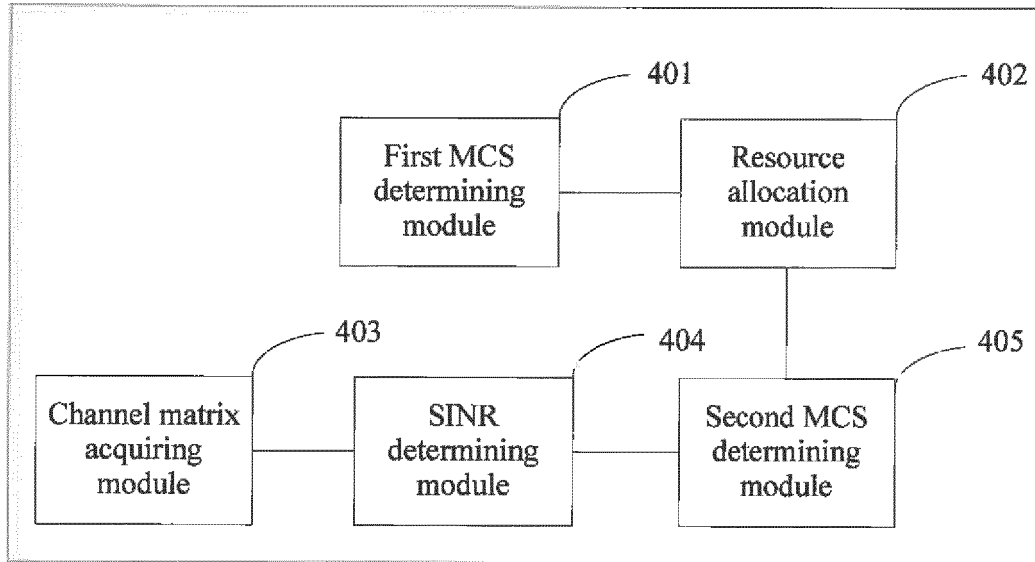 401
402
First MCS
determining
module
Resource
allocation
module
403
404
405
Channel matrix
acquiring
module
SINR
determining
module
Second MCS
determining
module